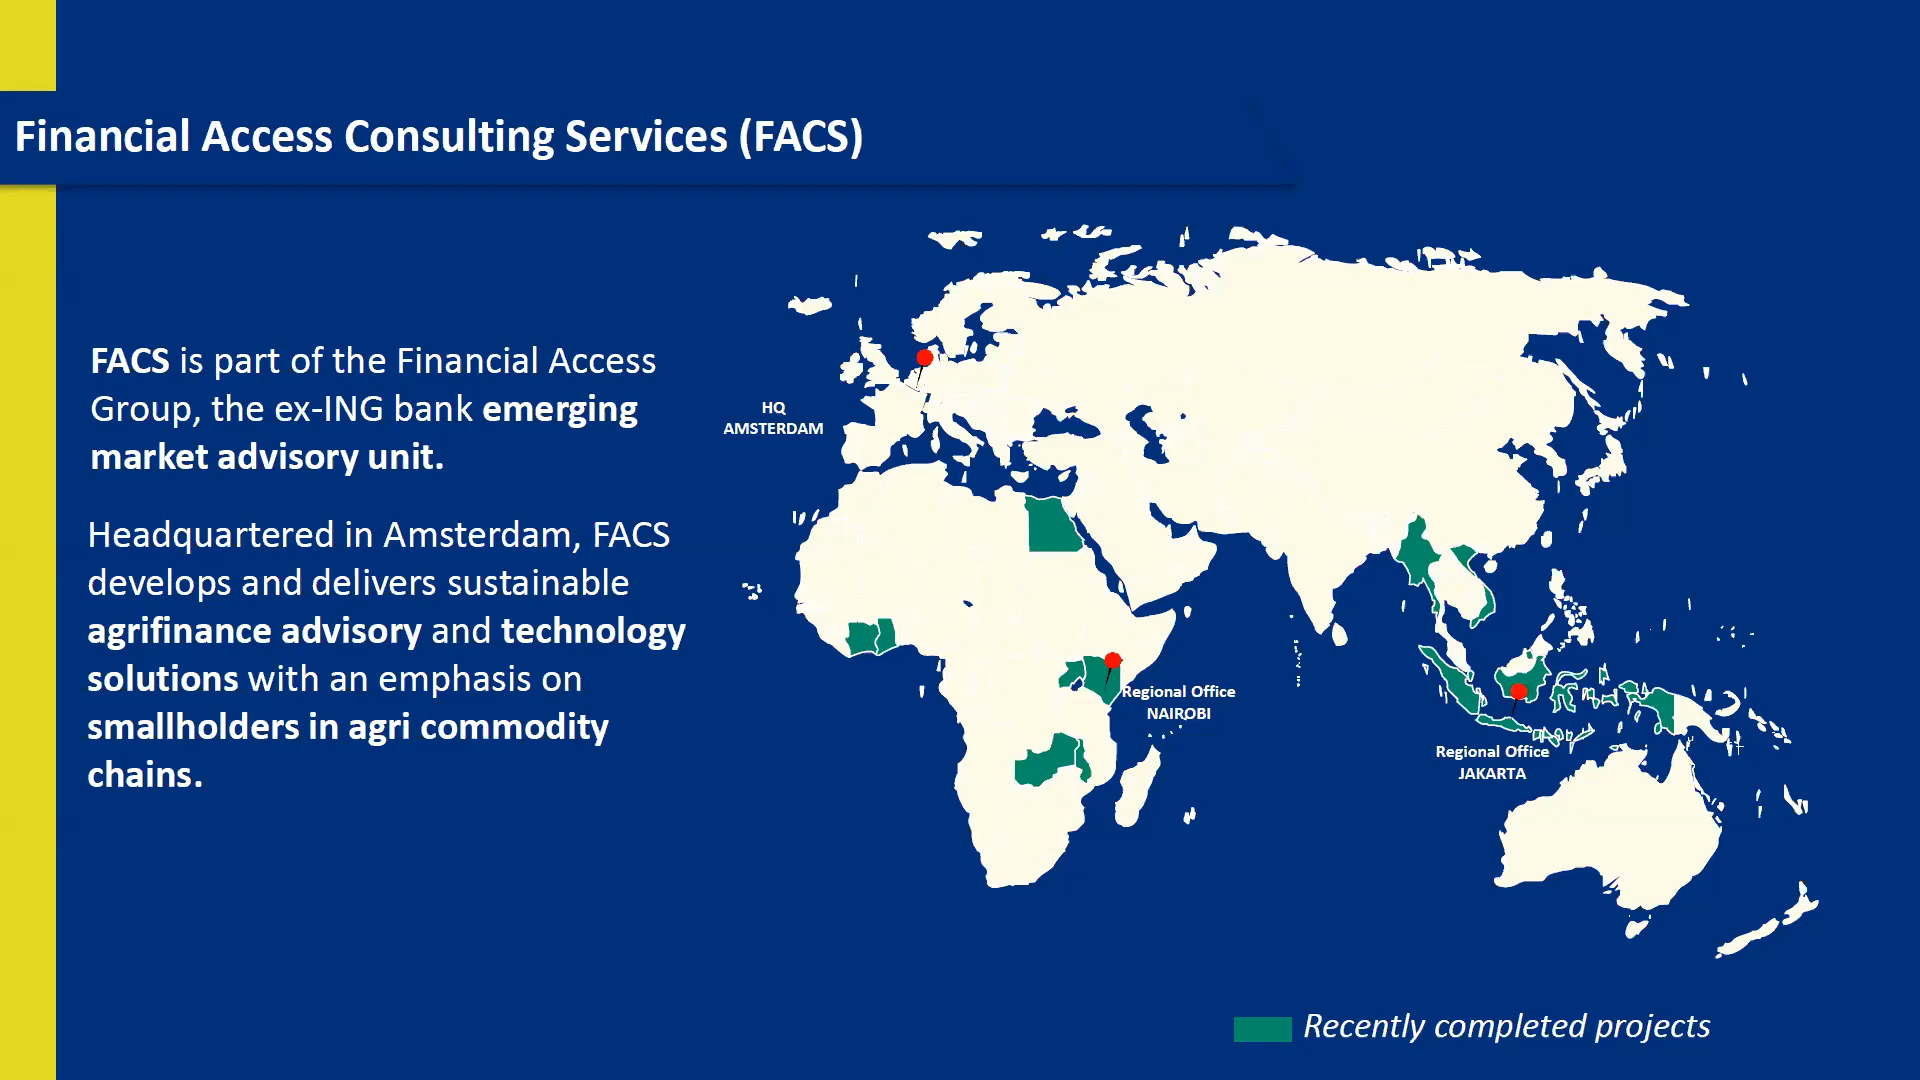 Financial Access Consulting Services (FACS)
FACS is part of the Financial Access
Group, the ex-ING bank emerging
market advisory unit.
Headquartered in Amsterdam, FACS
develops and delivers sustainable
agrifinance advisory and technology
solutions with an emphasis on
smallholders in agri commodity
chains.
HQ
AMSTERDAM
Regional Office
NAIROBI
Regional Office
JAKARTA
Recently completed projects